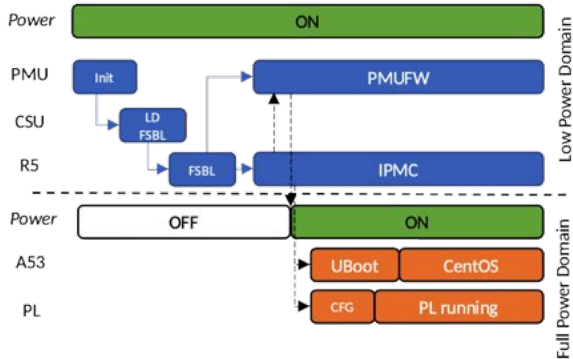 Power
ON
PMU
Init
PMUFW
CSU
LD
FSBL
R5
FSBL
IPMC
Low Power Domain
Power
OFF
ON
A53
UBoot
CentOS
PL
CFG
PL running
Full Power Domain